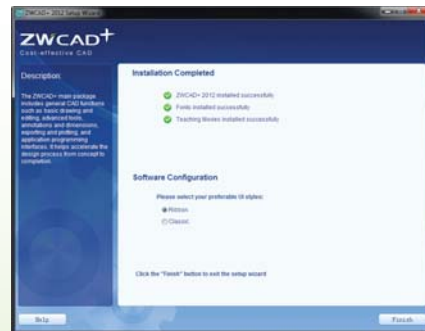 ZWCAD+ 2012 Setup Wizard
ZWCAD+
Cost-effective CAD
Description:
The ZWCAD+ main package
includes general CAD functions
such as basic drawing and
editing, advanced tools,
annotations and dimensions,
exporting and plotting, and
application programming
interfaces. It helps accelerate the
design process from concept to
completion.
Installation Completed
ZWCAD+ 2012 installed successfully
Fonts installed successfully
Teaching Movies installed successfully
Software Configuration
Please select your preferable UI styles:
Ribbon
Classic
Click the "Finish" button to exit the setup wizard
Help
Finish